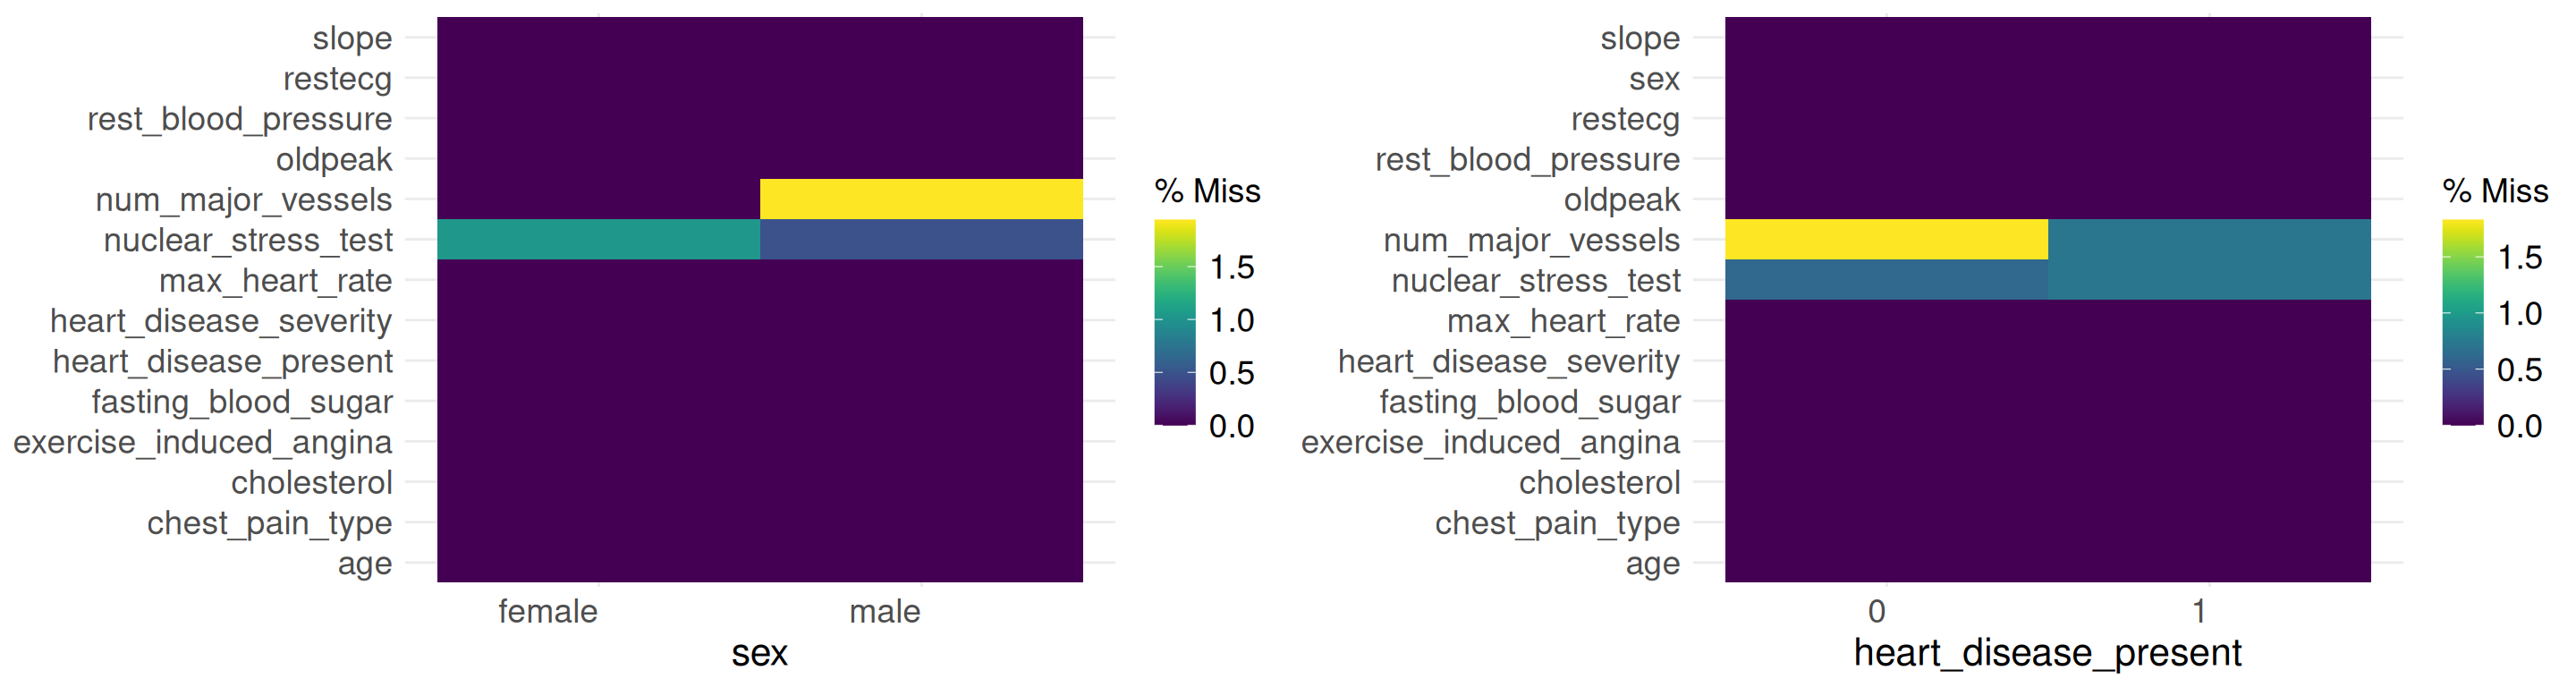 slope
restecg
rest_blood_pressure
oldpeak
num_major_vessels
nuclear_stress_test
max_heart_rate
heart_disease_severity
heart_disease_present
fasting_blood_sugar
exercise_induced_angina
cholesterol
chest_pain_type
age
female male
sex
% Miss
1.5
1.0
0.5
0.0
slope
sex
restecg
rest_blood_pressure
oldpeak
num_major_vessels
nuclear_stress_test
max_heart_rate
heart_disease_severity
fasting_blood_sugar
exercise_induced_angina
cholesterol
chest_pain_type
age
0 1
heart_disease_present
% Miss
1.5
1.0
0.5
0.0